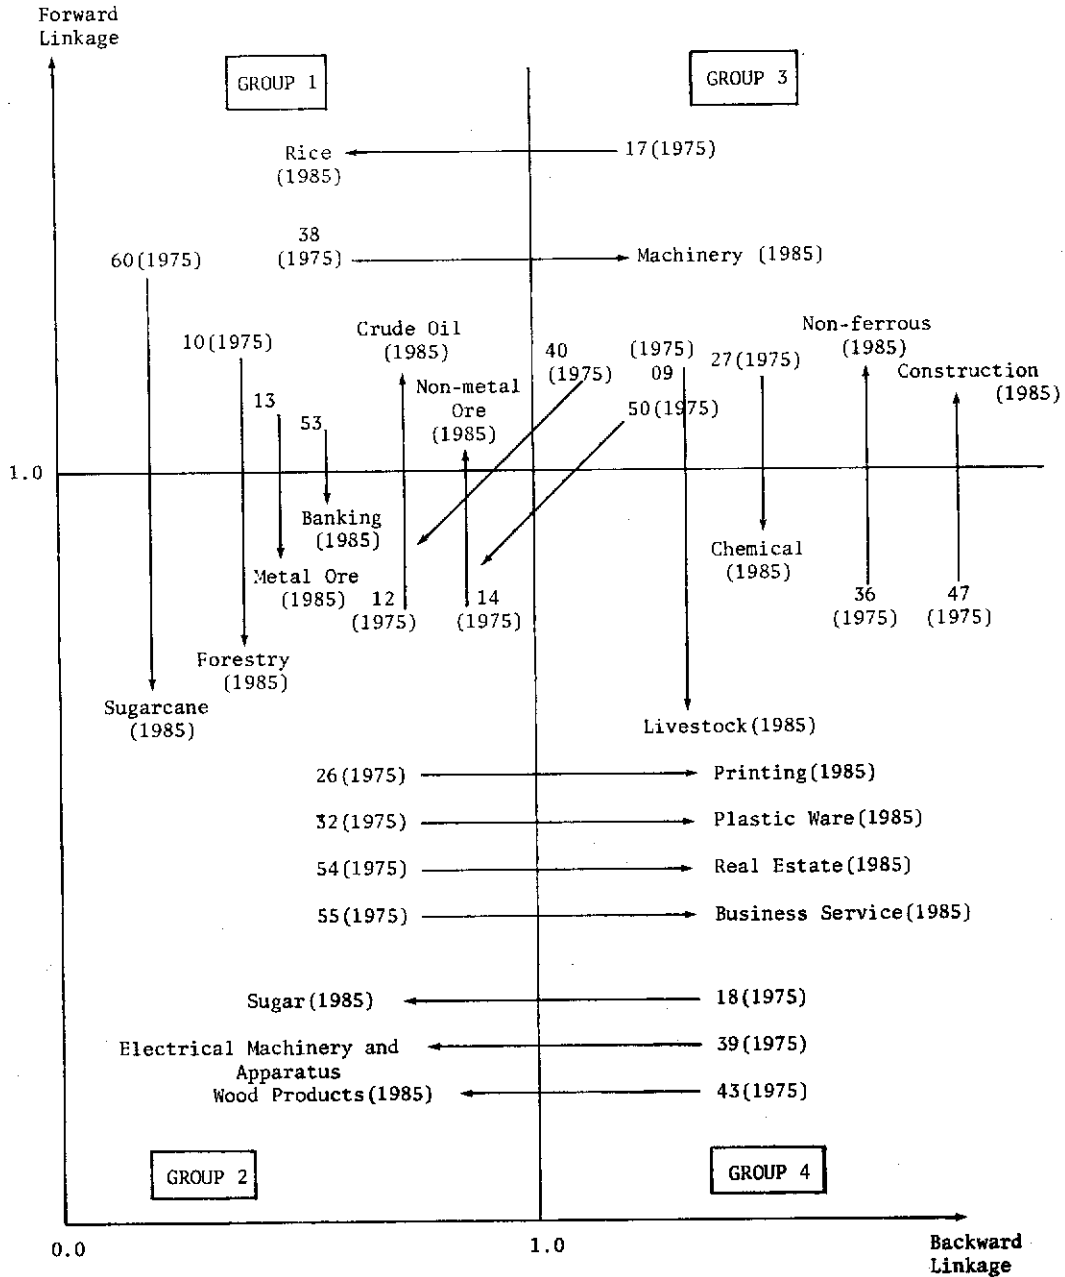 Forward
Linkage
GROUP 1
GROUP 3
Rice
(1985)
17(1975)
38
(1975)
60(1975)
Machinery (1985)
10(1975)
Crude Oil
(1985)
40
(1975)
(1975)
09
27(1975)
Non-ferrous
(1985)
Construction
(1985)
13
53
Non-metal
Ore
(1985)
50(1975)
1.0
Banking
(1985)
Metal Ore
(1985)
12
(1975)
14
(1975)
Chemical
(1985)
36
(1975)
47
(1975)
Forestry
(1985)
Sugarcane
(1985)
Livestock(1985)
26(1975)
Printing(1985)
32(1975)
Plastic Ware(1985)
54(1975)
Real Estate(1985)
55(1975)
Business Service(1985)
Sugar(1985)
18(1975)
Electrical Machinery and
Apparatus
39(1975)
Wood Products(1985)
43(1975)
GROUP 2
GROUP 4
0.0
1.0
Backward
Linkage